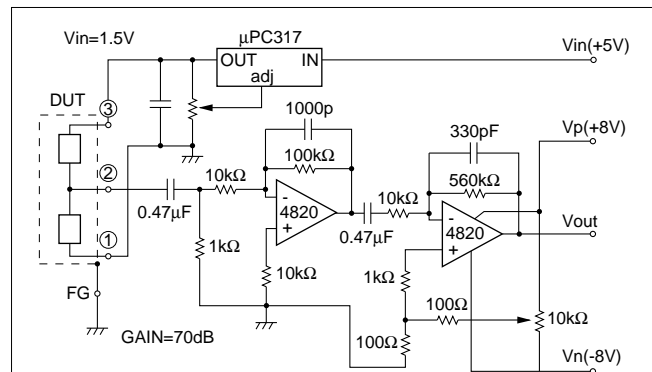 Vin=1.5V
μPC317
OUT
IN
adj
Vin(+5V)
DUT
③
②
①
FG
GAIN=70dB
0.47μF
10kΩ
1kΩ
1000p
100kΩ
-
+
4820
10kΩ
0.47μF
10kΩ
330pF
560kΩ
-
+
4820
1kΩ
100Ω
100Ω
10kΩ
Vp(+8V)
Vout
Vn(-8V)